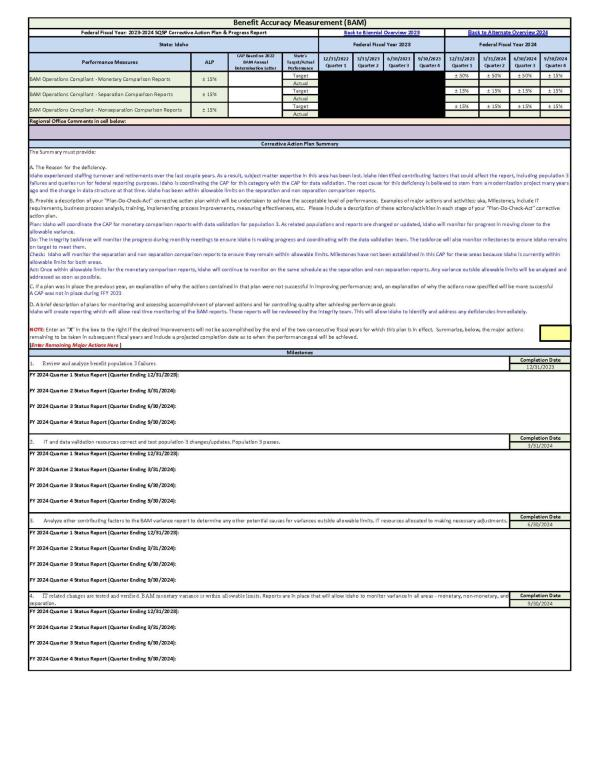 Benefit Accuracy Measurement (BAM)
Federal Fiscal Year: 2023-2024 SQSP Corrective Action Plan & Progress Report
Back to Biennial Overview 2023
Back to Alternate Overview 2024
State: Idaho
Federal Fiscal Year 2023
Federal Fiscal Year 2024
Performance Measures
ALP
CAP Based on 2022 BAM Annual Determination Letter
State's Target/Actual Performance
12/31/2022 Quarter 1
3/31/2023 Quarter 2
6/30/2023 Quarter 3
9/30/2023 Quarter 4
12/31/2023 Quarter 1
3/31/2024 Quarter 2
6/30/2024 Quarter 3
9/30/2024 Quarter 4
BAM Operations Compliant - Monetary Comparison Reports
± 15%
Target
± 50%
± 50%
± 50%
± 15%
Actual
BAM Operations Compliant - Separation Comparison Reports
± 15%
Target
± 15%
± 15%
± 15%
± 15%
Actual
BAM Operations Compliant - Nonseparation Comparison Reports
± 15%
Target
± 15%
± 15%
± 15%
± 15%
Actual
Regional Office Comments in cell below:
Corrective Action Plan Summary
The Summary must provide:
A. The Reason for the deficiency.
Idaho experienced staffing turnover and retirements over the last couple years. As a result, subject matter expertise in this area has been lost. Idaho identified contributing factors that could affect the report, including population 3
failures and queries run for federal reporting purposes. Idaho is coordinating the CAP for this category with the CAP for data validation. The root cause for this deficiency is believed to stem from a modernization project many years
ago and the change in data structure at that time. Idaho has been within allowable limits on the separation and non separation comparison reports.
B. Provide a description of your "Plan-Do-Check-Act" corrective action plan which will be undertaken to achieve the acceptable level of performance. Examples of major actions and activities: aka, Milestones, include IT
requirements, business process analysis, training, implementing process improvements, measuring effectiveness, etc. Please include a description of these actions/activities in each stage of your "Plan-Do-Check-Act" corrective
action plan.
Plan: Idaho will coordinate the CAP for monetary comparison reports with data validation for population 3. As related populations and reports are changed or updated, Idaho will monitor for progress in moving closer to the
allowable variance.
Do: The Integrity taskforce will monitor the progress during monthly meetings to ensure Idaho is making progress and coordinating with the data validation team. The taskforce will also monitor milestones to ensure Idaho remains
on target to meet them.
Check: Idaho will monitor the separation and non separation comparison reports to ensure they remain within allowable limits. Milestones have not been established in this CAP for these areas because Idaho is currently within
allowable limits for both areas.
Act: Once within allowable limits for the monetary comparison reports, Idaho will continue to monitor on the same schedule as the separation and non separation reports. Any variance outside allowable limits will be analyzed and
addressed as soon as possible.
C. If a plan was in place the previous year, an explanation of why the actions contained in that plan were not successful in improving performance; and, an explanation of why the actions now specified will be more successful
A CAP was not in place during FFY 2023
D. A brief description of plans for monitoring and assessing accomplishment of planned actions and for controlling quality after achieving performance goals
Idaho will create reporting which will allow real time monitoring of the BAM reports. These reports will be reviewed by the Integrity team. This will allow Idaho to identify and address any deficiencies immediately.
NOTE: Enter an "X" in the box to the right if the desired improvements will not be accomplished by the end of the two consecutive fiscal years for which this plan is in effect. Summarize, below, the major actions
remaining to be taken in subsequent fiscal years and include a projected completion date as to when the performance goal will be achieved.
[Enter Remaining Major Actions Here ]
Milestones
1. Review and analyze benefit population 3 failures.
Completion Date
12/31/2023
FY 2024 Quarter 1 Status Report (Quarter Ending 12/31/2023):
FY 2024 Quarter 2 Status Report (Quarter Ending 3/31/2024):
FY 2024 Quarter 3 Status Report (Quarter Ending 6/30/2024):
FY 2024 Quarter 4 Status Report (Quarter Ending 9/30/2024):
2. IT and data validation resources correct and test population 3 changes/updates. Population 3 passes.
Completion Date
3/31/2024
FY 2024 Quarter 1 Status Report (Quarter Ending 12/31/2023):
FY 2024 Quarter 2 Status Report (Quarter Ending 3/31/2024):
FY 2024 Quarter 3 Status Report (Quarter Ending 6/30/2024):
FY 2024 Quarter 4 Status Report (Quarter Ending 9/30/2024):
3. Analyze other contributing factors to the BAM variance report to determine any other potential causes for variances outside allowable limits. IT resources allocated to making necessary adjustments.
Completion Date
6/30/2024
FY 2024 Quarter 1 Status Report (Quarter Ending 12/31/2023):
FY 2024 Quarter 2 Status Report (Quarter Ending 3/31/2024):
FY 2024 Quarter 3 Status Report (Quarter Ending 6/30/2024):
FY 2024 Quarter 4 Status Report (Quarter Ending 9/30/2024):
4. IT related changes are tested and verified. BAM monetary variance is within allowable limits. Reports are in place that will allow Idaho to monitor variance in all areas - monetary, non-monetary, and
separation.
Completion Date
9/30/2024
FY 2024 Quarter 1 Status Report (Quarter Ending 12/31/2023):
FY 2024 Quarter 2 Status Report (Quarter Ending 3/31/2024):
FY 2024 Quarter 3 Status Report (Quarter Ending 6/30/2024):
FY 2024 Quarter 4 Status Report (Quarter Ending 9/30/2024):